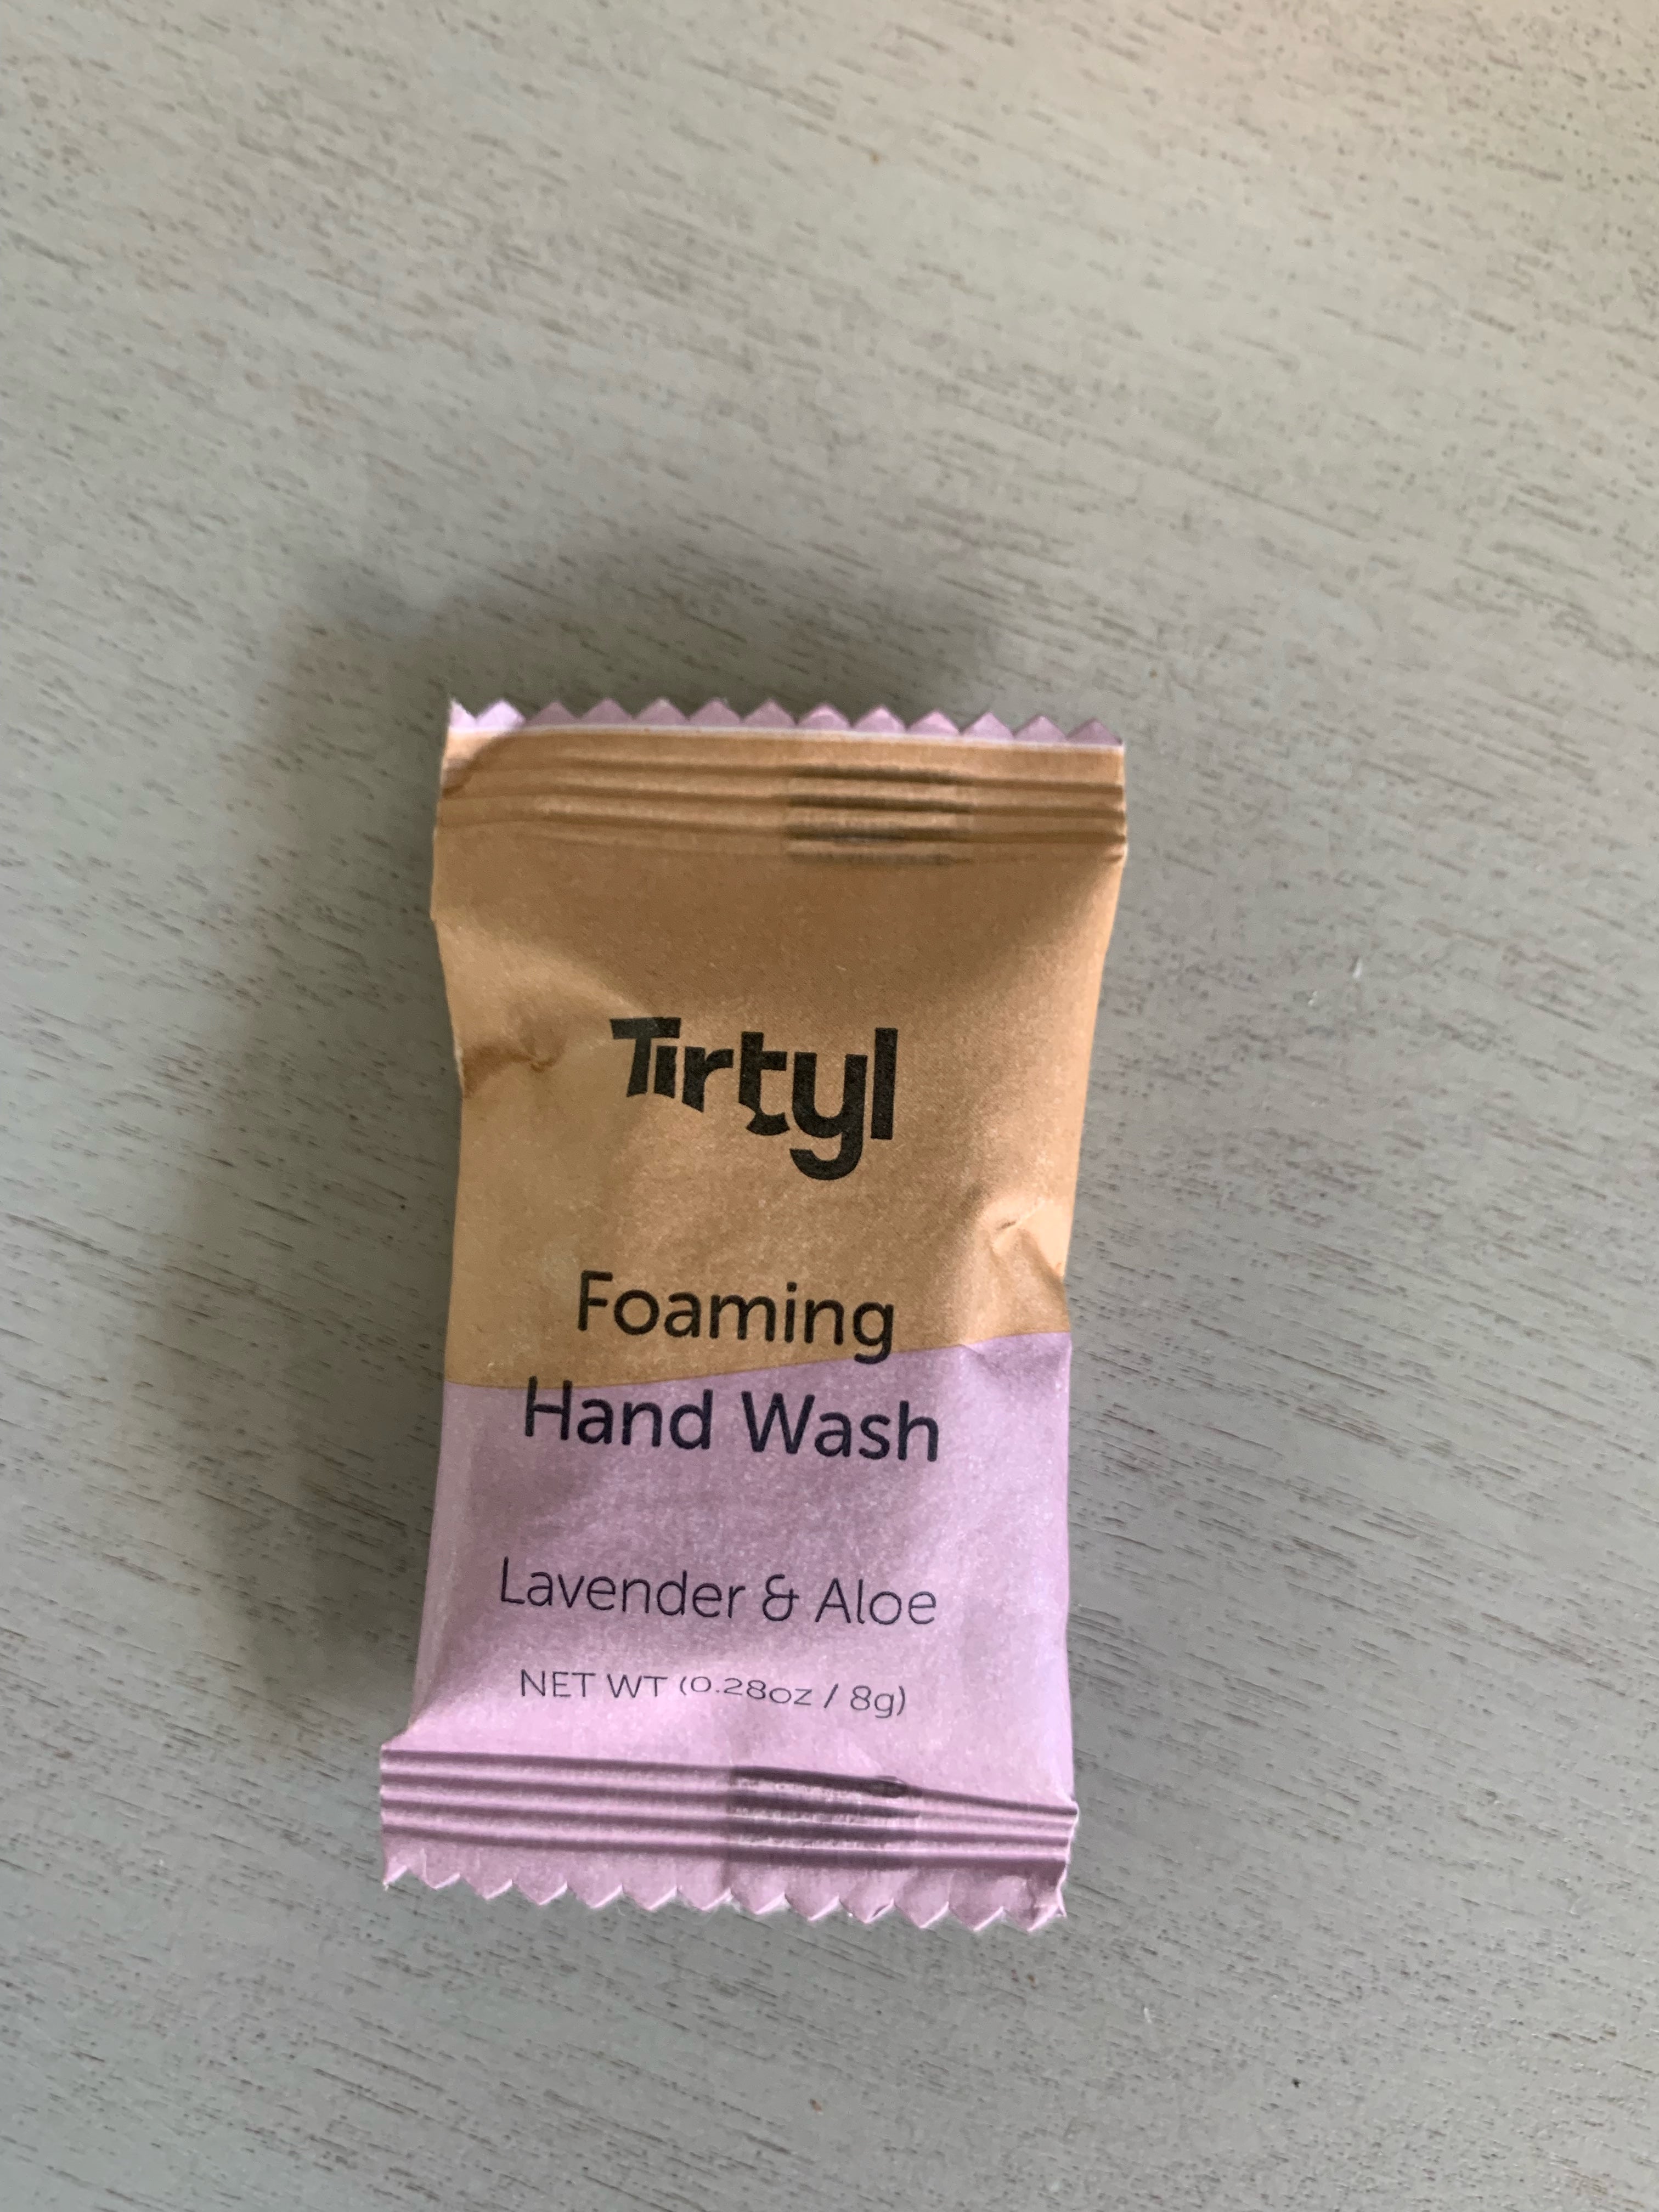 Tirtyl
Foaming
Hand Wash
Lavender & Aloe
NET WT (0.28oz / 8g)